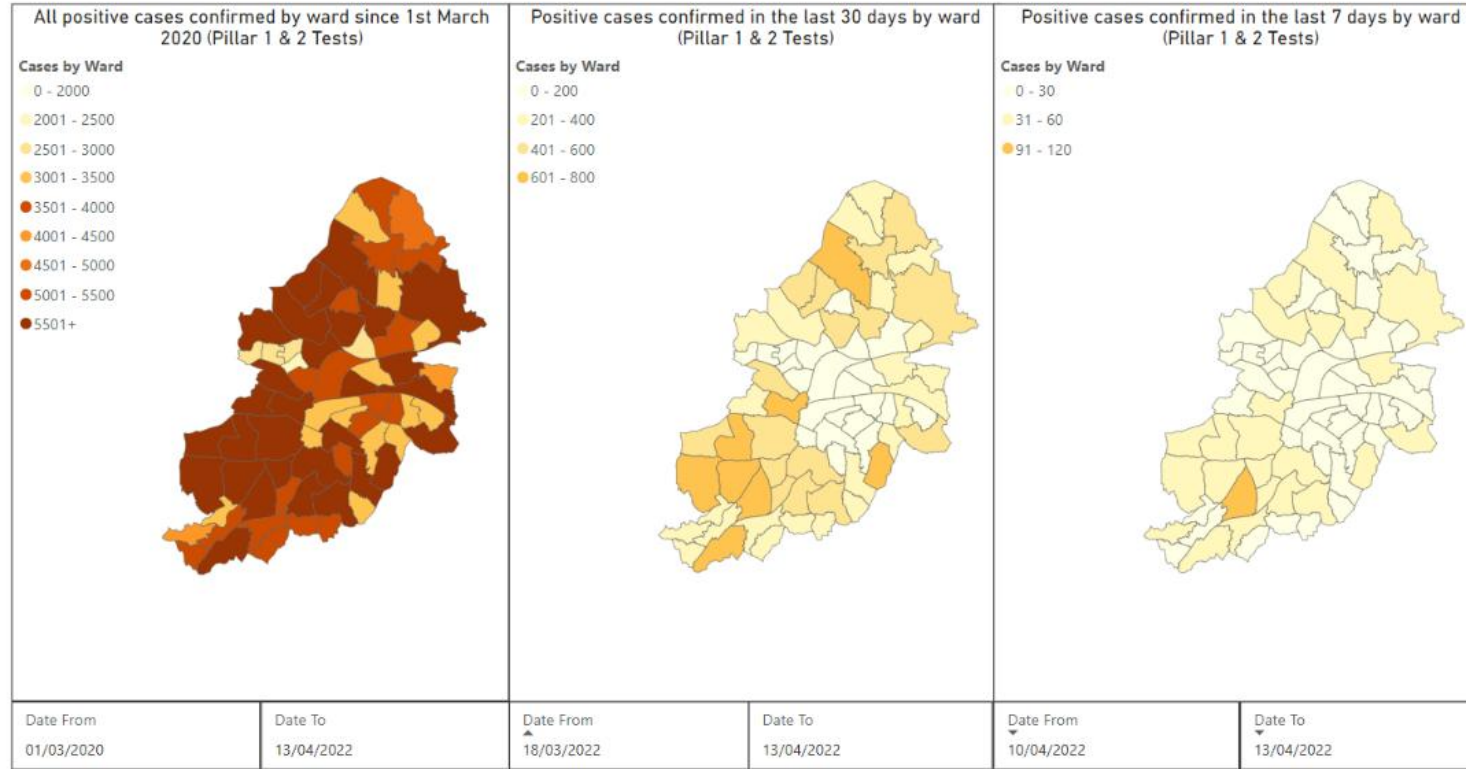 All positive cases confirmed by ward since 1st March
2020 (Pillar 1 & 2 Tests)
Cases by Ward
0 - 2000
2001 - 2500
2501 - 3000
3001 - 3500
3501 - 4000
4001 - 4500
4501 - 5000
5001 - 5500
5501+
Date From
01/03/2020
Date To
13/04/2022
Positive cases confirmed in the last 30 days by ward
(Pillar 1 & 2 Tests)
Cases by Ward
0 - 200
201 - 400
401 - 600
601 - 800
Date From
18/03/2022
Date To
13/04/2022
Positive cases confirmed in the last 7 days by ward
(Pillar 1 & 2 Tests)
Cases by Ward
0 - 30
31 - 60
91 - 120
Date From
10/04/2022
Date To
13/04/2022